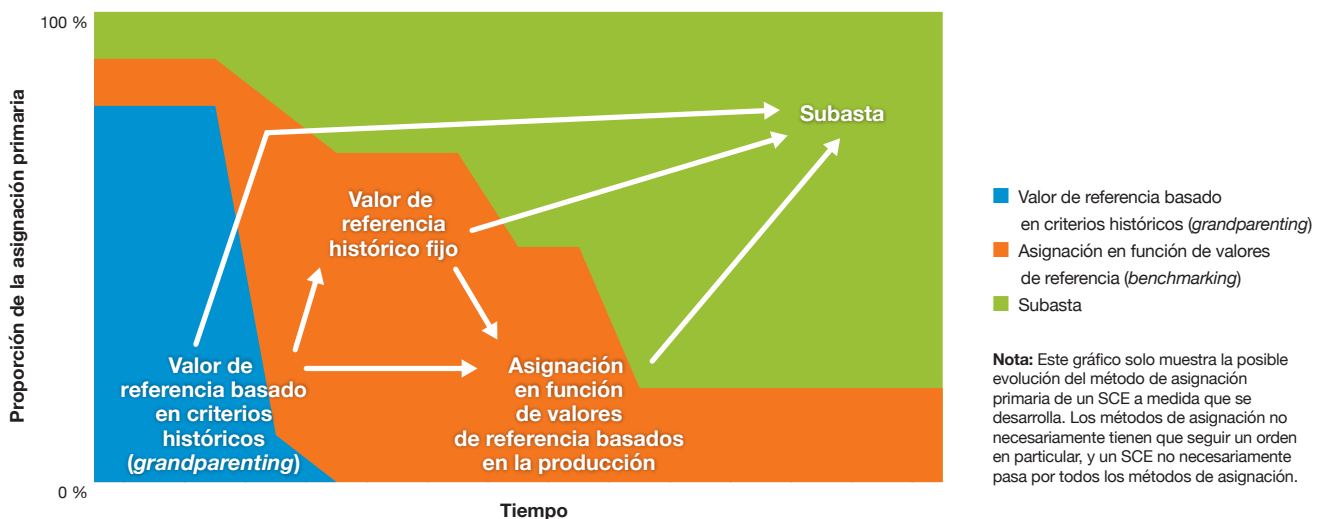 100 %
Proporción de la asignación primaria
0 %
Tiempo
Subasta
Valor de
referencia
histórico fijo
Valor de
referencia basado
en criterios
históricos
(grandparenting)
Asignación
en función
de valores
de referencia basados
en la producción
Valor de referencia basado
en criterios históricos (grandparenting)
Asignación en función de valores
de referencia (benchmarking)
Subasta
Nota: Este gráfico solo muestra la posible
evolución del método de asignación
primaria de un SCE a medida que se
desarrolla. Los métodos de asignación no
necesariamente tienen que seguir un orden
en particular, y un SCE no necesariamente
pasa por todos los métodos de asignación.